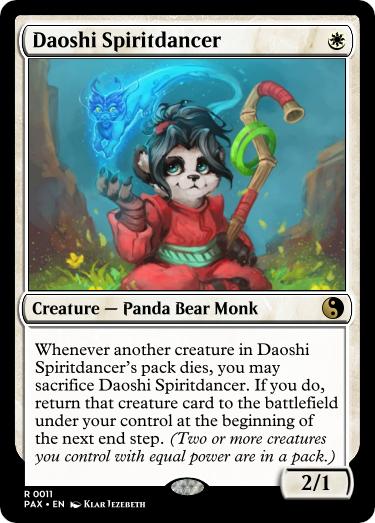 Daoshi Spiritdancer
Creature — Panda Bear Monk
Whenever another creature in Daoshi
Spiritdancer's pack dies, you may
sacrifice Daoshi Spiritdancer. If you do,
return that creature card to the battlefield
under your control at the beginning of
the next end step. (Two or more creatures
you control with equal power are in a pack.)
2/1
R 0011
PAX • EN Klar Jezebeth